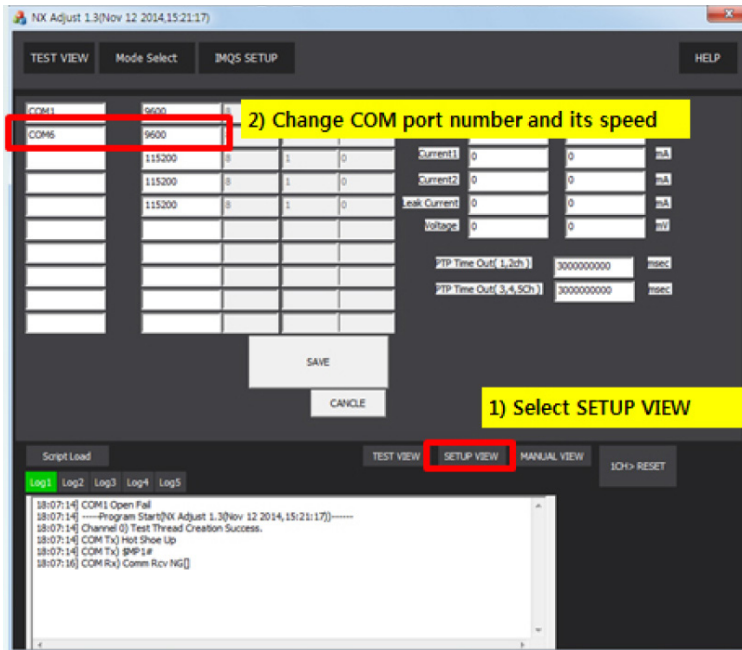 NX Adjust 1.3(Nov 12 2014,15:21:17)
TEST VIEW Mode Select IMQS SETUP HELP
COM1 9600 8
2) Change COM port number and its speed
COM6 9600
115200 8 1 0 Current1 0 0 mA
115200 8 1 0 Current2 0 0 mA
115200 8 1 0 Leak Current 0 0 mA
Voltage 0 0 mV
PTP Time Out( 1,2ch ) 3000000000 msec
PTP Time Out( 3,4,5Ch ) 3000000000 msec
SAVE
CANCLE
1) Select SETUP VIEW
Script Load TEST VIEW SETUP VIEW MANUAL VIEW 1CH> RESET
Log1 Log2 Log3 Log4 Log5
18:07:14] COM1 Open Fail
18:07:14] -----Program Start(NX Adjust 1.3(Nov 12 2014,15:21:17))------
18:07:14] Channel 0) Test Thread Creation Success.
18:07:14] COM Tx) Hot Shoe Up
18:07:14] COM Tx) $MP1#
18:07:16] COM Rx) Comm Rcv NG[]